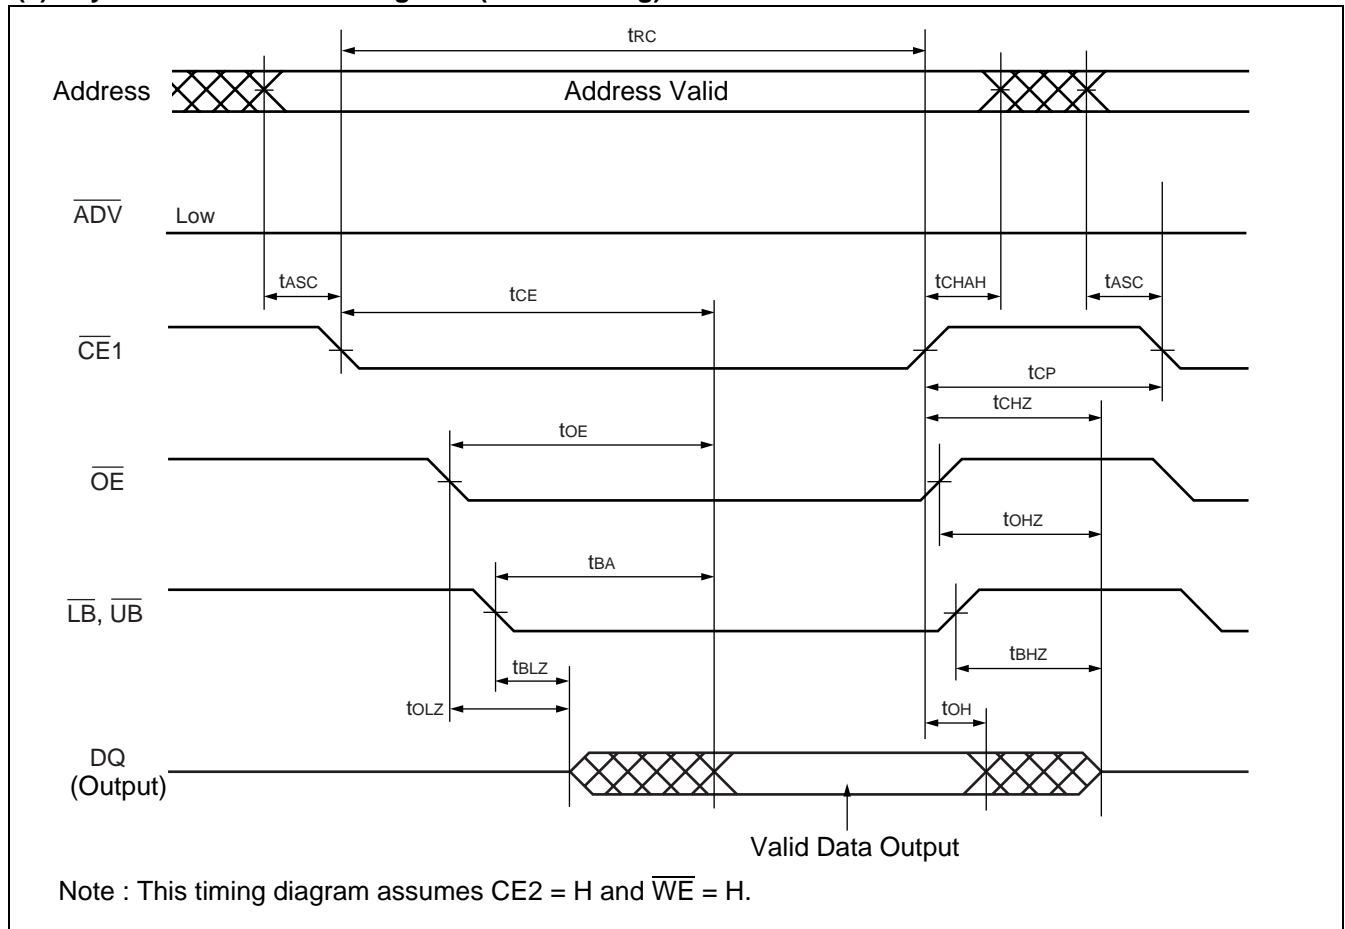 tRC
Address
Address Valid
ADV
Low
tASC
tCE
tCHAH
tASC
CE1
tCP
tCHZ
tOE
OE
tOHZ
tBA
LB, UB
tBLZ
tBHZ
tOLZ
tOH
DQ
(Output)
Valid Data Output
Note : This timing diagram assumes CE2 = H and WE = H.